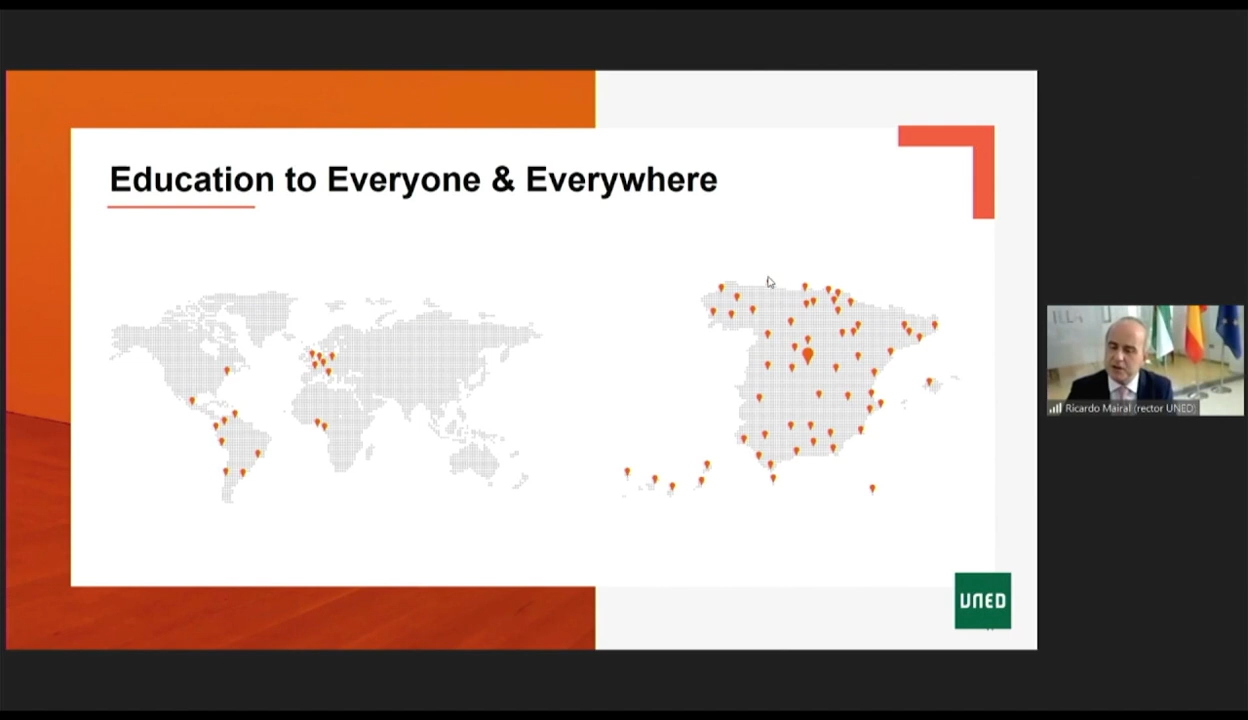 Education to Everyone & Everywhere
Ricardo Mairal (rector UNED)
UNED